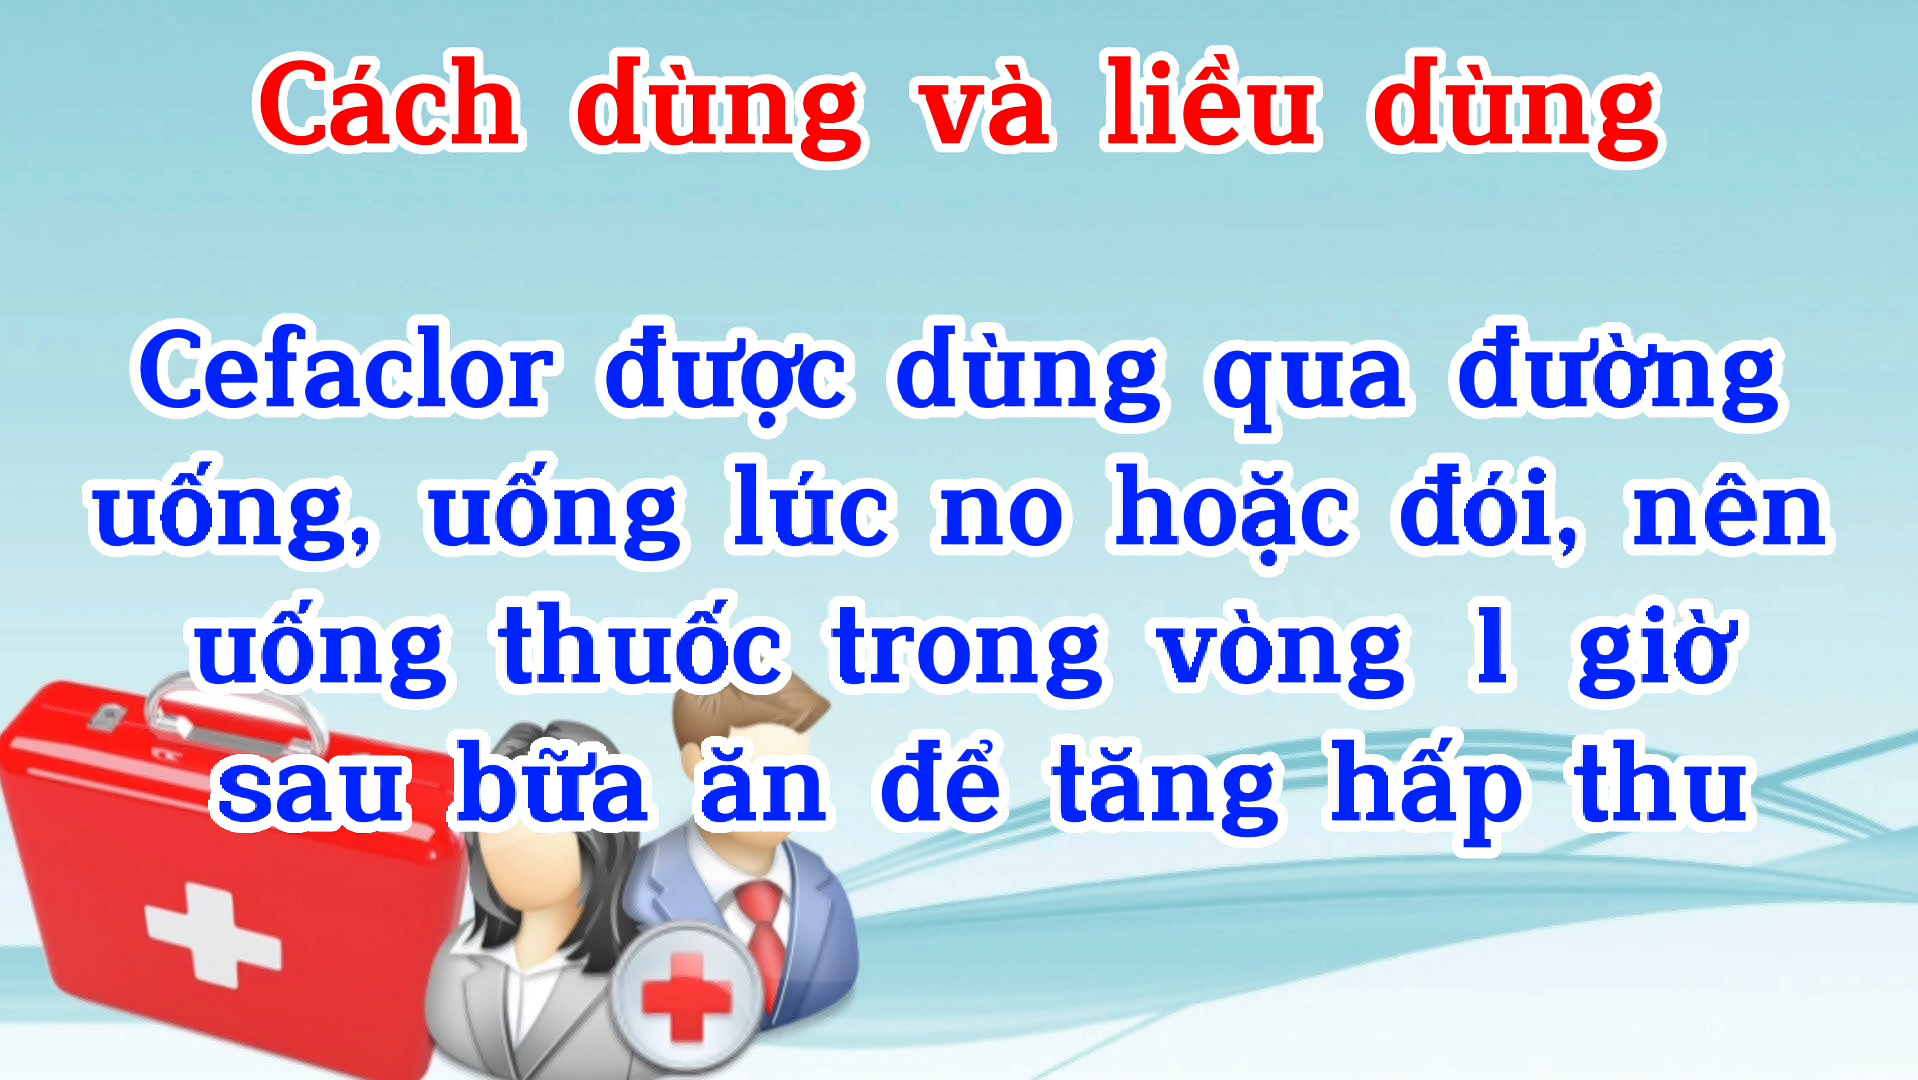 Cách dùng và liều dùng
Cefaclor được dùng qua đường
uống, uống lúc no hoặc đói, nên
uống thuốc trong vòng 1 giờ
sau bữa ăn để tăng hấp thu